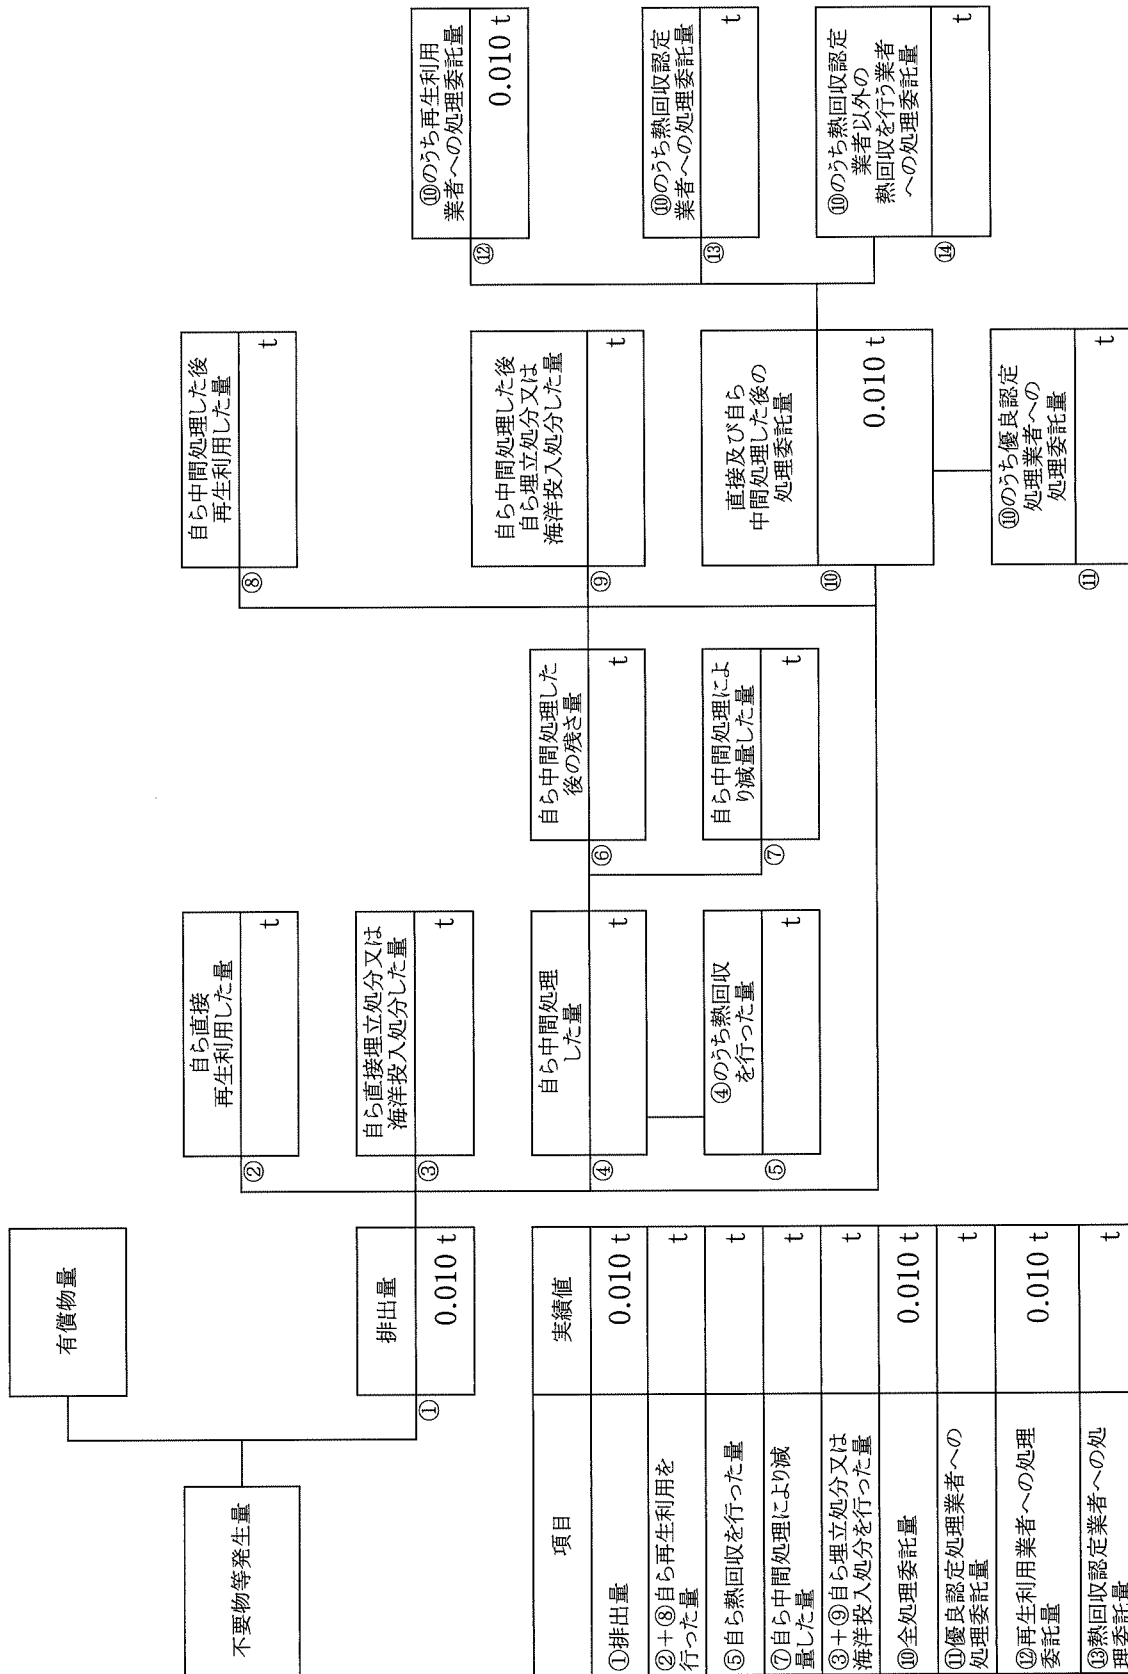 不要物等発生量
有償物量
①
排出量
0.010 t
②
自ら直接
再生利用した量
t
③
自ら直接埋立処分又は
海洋投入処分した量
t
④
自ら中間処理
した量
t
⑤
④のうち熱回収
を行った量
t
⑥
自ら中間処理した
後の残さ量
t
⑦
自ら中間処理によ
り減量した量
t
⑧
自ら中間処理した後
再生利用した量
t
⑨
自ら中間処理した後
自ら埋立処分又は
海洋投入処分した量
t
⑩
直接及び自ら
中間処理した後の
処理委託量
0.010 t
⑪
⑩のうち優良認定
処理業者への
処理委託量
t
⑫
⑩のうち再生利用
業者への処理委託量
0.010 t
⑬
⑩のうち熱回収認定
業者への処理委託量
t
⑭
⑩のうち熱回収認定
業者以外の
熱回収を行う業者
への処理委託量
t
項目 実績値
①排出量 0.010 t
②+⑧自ら再生利用を
行った量 t
⑤自ら熱回収を行った量 t
⑦自ら中間処理により減
量した量 t
③+⑨自ら埋立処分又は
海洋投入処分を行った量 t
⑩全処理委託量 0.010 t
⑪優良認定処理業者への
処理委託量 t
⑫再生利用業者への処理
委託量 0.010 t
⑬熱回収認定業者への処
理委託量 t